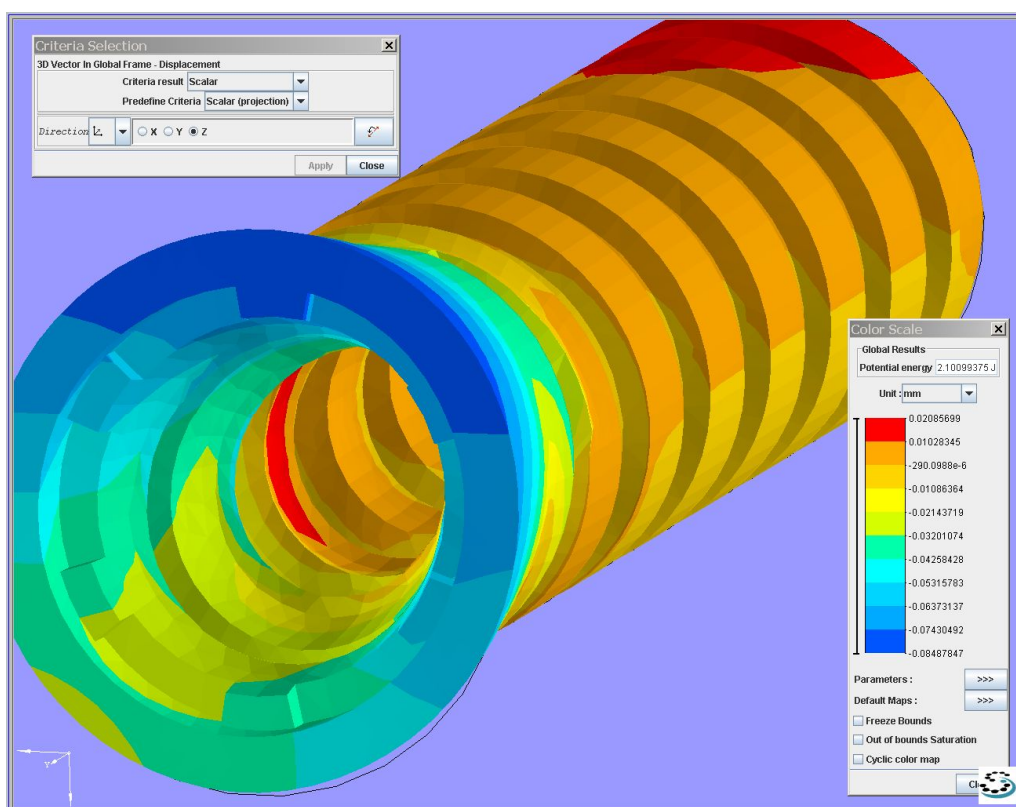 Criteria Selection
3D Vector In Global Frame - Displacement
Criteria result Scalar
Predefine Criteria Scalar (projection)
Direction X Y Z
Apply Close
Color Scale
Global Results
Potential energy 2.10099375 J
Unit : mm
0.02085699
0.01028345
-290.0988e-6
-0.01086364
-0.02143719
-0.03201074
-0.04258428
-0.05315783
-0.06373137
-0.07430492
-0.08487847
Parameters : >>>
Default Maps : >>>
Freeze Bounds
Out of bounds Saturation
Cyclic color map
Y